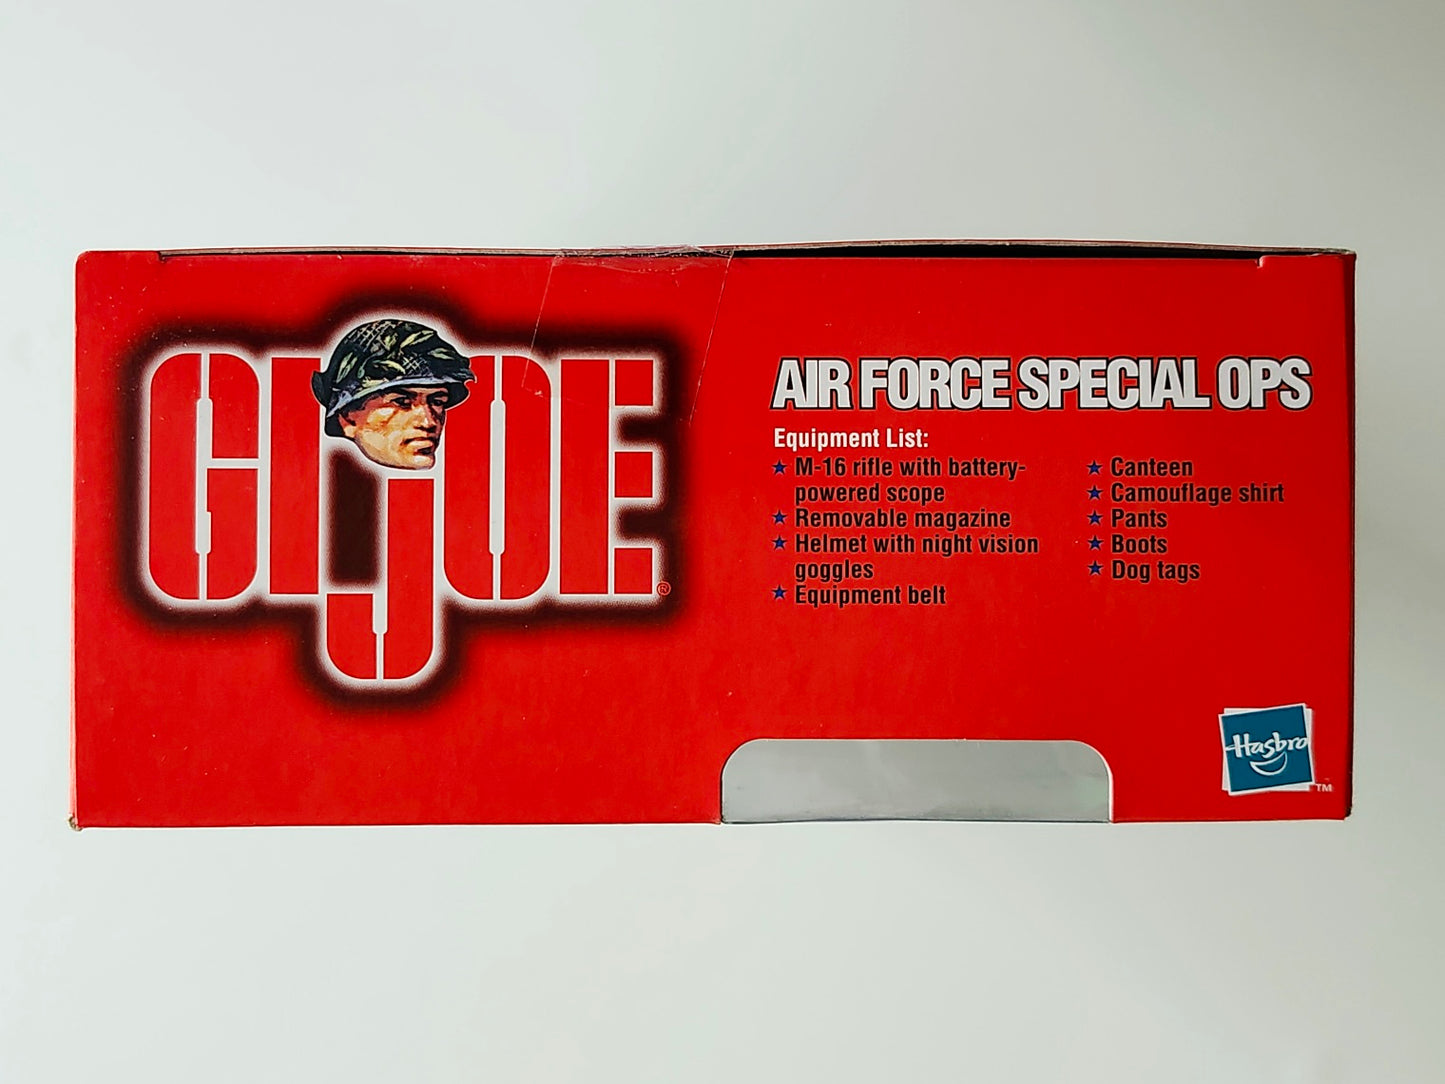 GI JOE®
AIR FORCE SPECIAL OPS
Equipment List:
★ M-16 rifle with battery-
powered scope
★ Removable magazine
★ Helmet with night vision
goggles
★ Equipment belt
★ Canteen
★ Camouflage shirt
★ Pants
★ Boots
★ Dog tags
Hasbro
TM